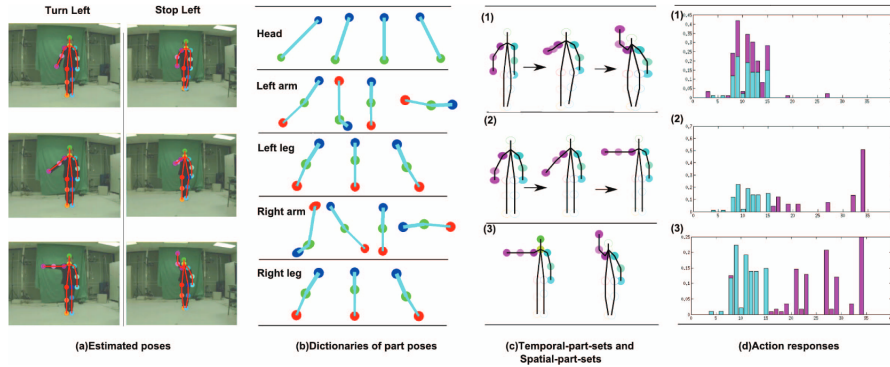 Turn Left
Stop Left
(a)Estimated poses
Head
Left arm
Left leg
Right arm
Right leg
(b)Dictionaries of part poses
(1)
(2)
(3)
(c)Temporal-part-sets and
Spatial-part-sets
(1)
(2)
(3)
(d)Action responses